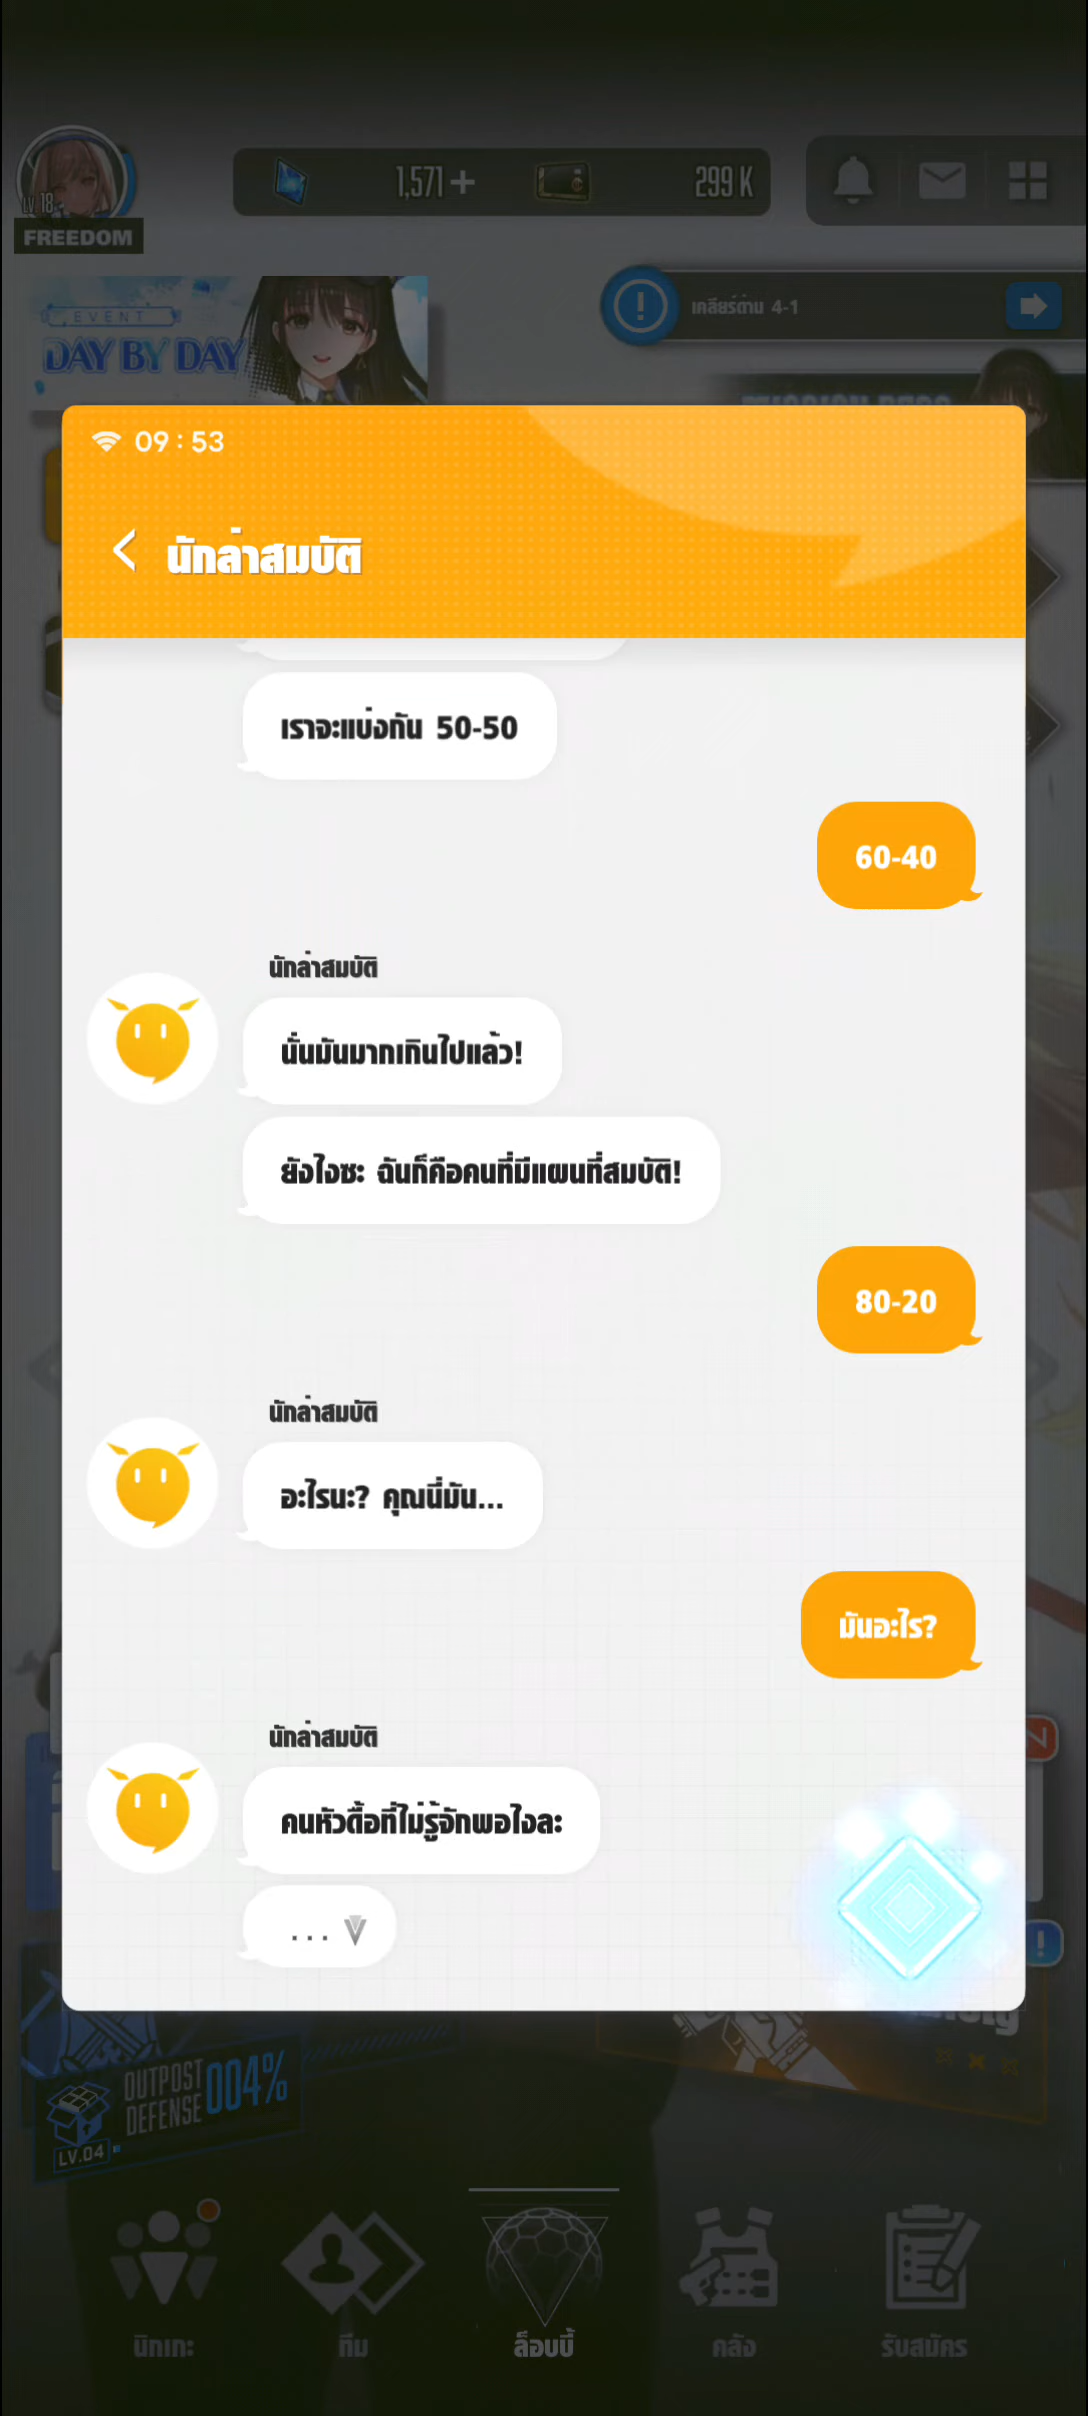 LV. 18
FREEDOM
1,571
299 K
EVENT
DAY BY DAY
เคลียร์ด่าน 4-1
09 : 53
นักล่าสมบัติ
เราจะแบ่งกัน 50-50
60-40
นักล่าสมบัติ
นั่นมันมากเกินไปแล้ว!
ยังไงซะ ฉันก็คือคนที่มีแผนที่สมบัติ!
80-20
นักล่าสมบัติ
อะไรนะ? คุณนี่มัน...
มันอะไร?
นักล่าสมบัติ
คนหัวดื้อที่ไม่รู้จักพอไงละ
...
OUTPOST
DEFENSE
004%
LV.04
นิกเกะ
ทีม
ล็อบบี้
คลัง
รับสมัคร